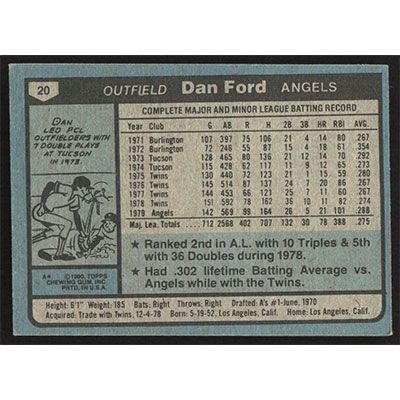 20 OUTFIELD Dan Ford ANGELS
COMPLETE MAJOR AND MINOR LEAGUE BATTING RECORD
Year Club G AB R H 2B 3B HR RBI AVG.
1971 Burlington 107 397 75 106 14 80 .267
1972 Burlington 72 246 55 87 18 61 .354
1973 Tucson 128 465 80 136 21 12 14 70 .292
1974 Tucson 115 428 62 117 12 65 .273
1975 Twins 130 440 72 123 21 1 15 59 .280
1976 Twins 145 514 87 137 24 7 20 86 .267
1977 Twins 144 453 66 121 25 7 11 60 .267
1978 Twins 151 592 78 162 36 10 11 82 .274
1979 Angels 142 569 99 164 26 5 21 101 .288
Maj. Lea. Totals 712 2568 402 707 132 30 78 388 .275
DAN
LED PCL
OUTFIELDERS WITH
7 DOUBLE PLAYS
AT TUCSON
IN 1973.
★ Ranked 2nd in A.L. with 10 Triples & 5th
with 36 Doubles during 1978.
★ Had .302 lifetime Batting Average vs.
Angels while with the Twins.
A★ © 1980, TOPPS
CHEWING GUM, INC.
PRTD. IN U.S.A.
Height: 6'1" Weight: 185 Bats: Right Throws: Right Drafted: A's #1-June, 1970
Acquired: Trade with Twins, 12-4-78 Born: 5-19-52, Los Angeles, Calif. Home: Los Angeles, Calif.